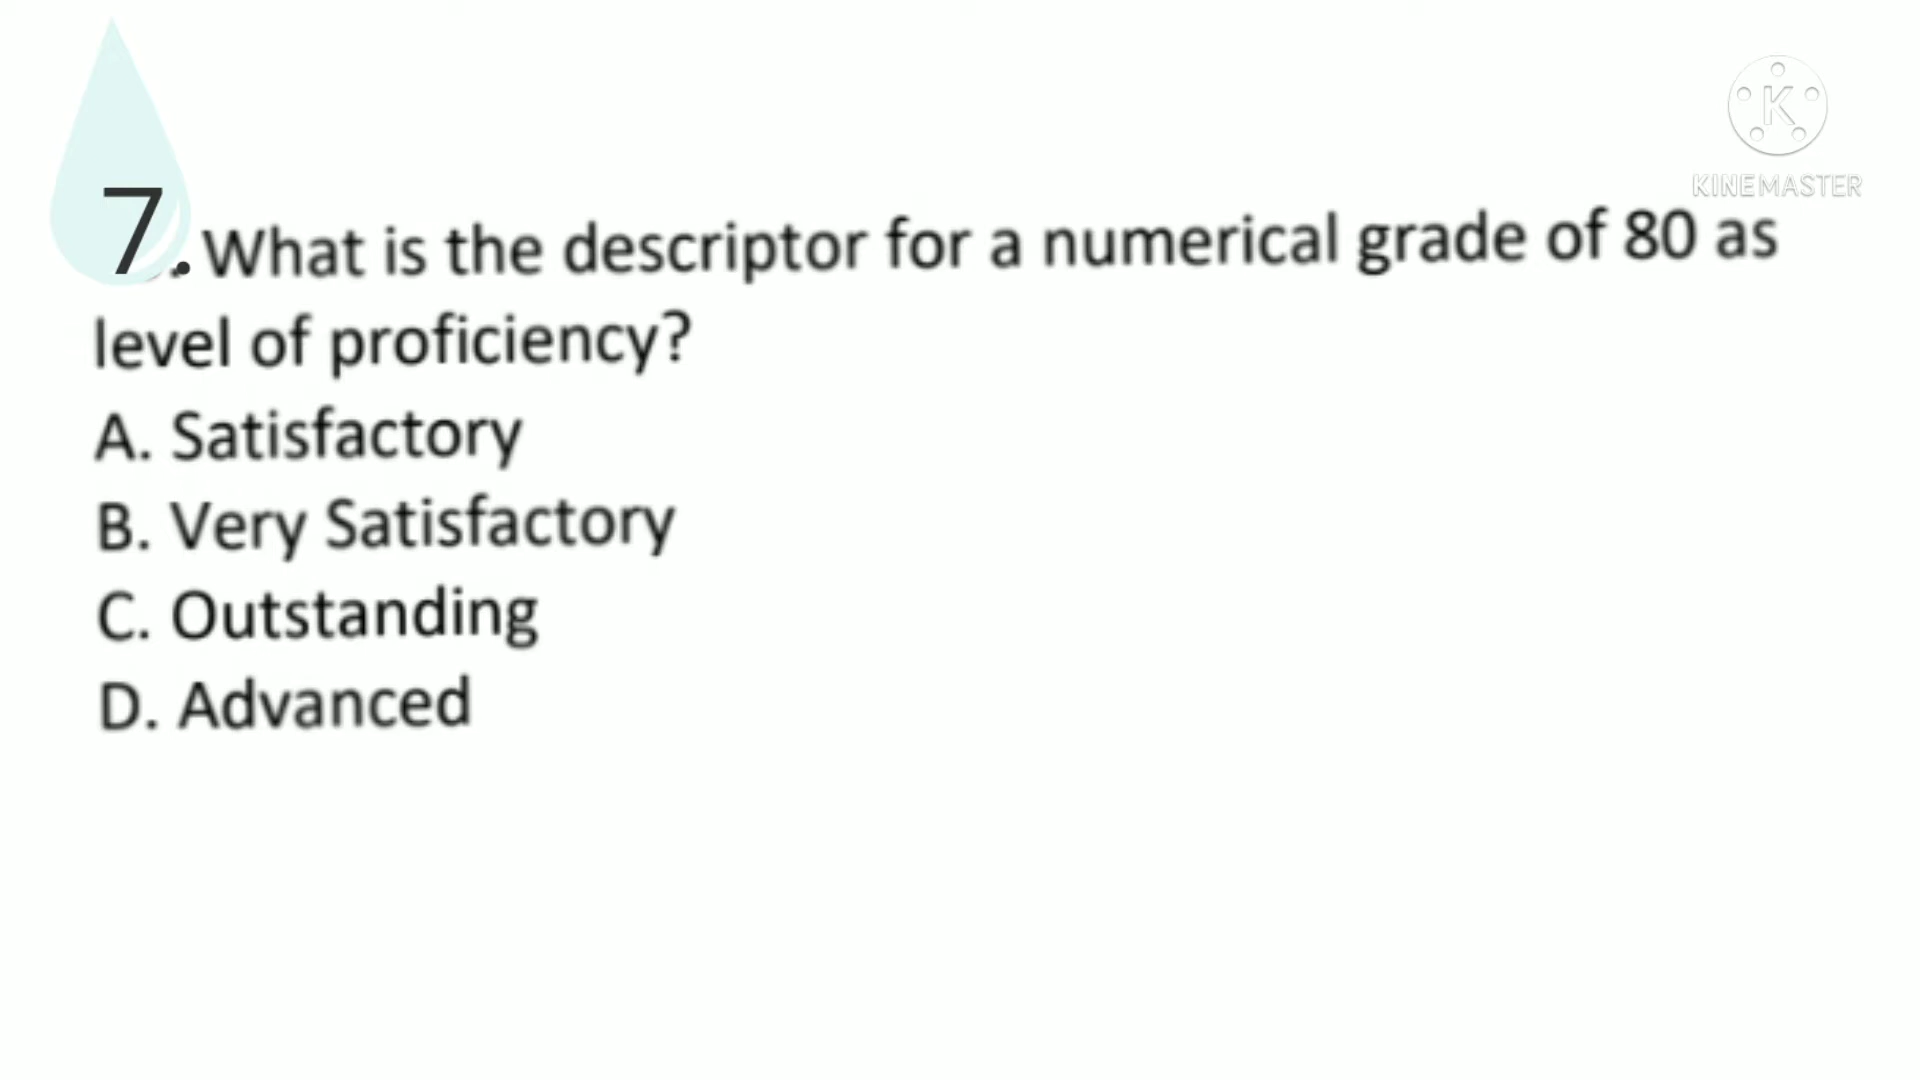 KINEMASTER
7. What is the descriptor for a numerical grade of 80 as
level of proficiency?
A. Satisfactory
B. Very Satisfactory
C. Outstanding
D. Advanced